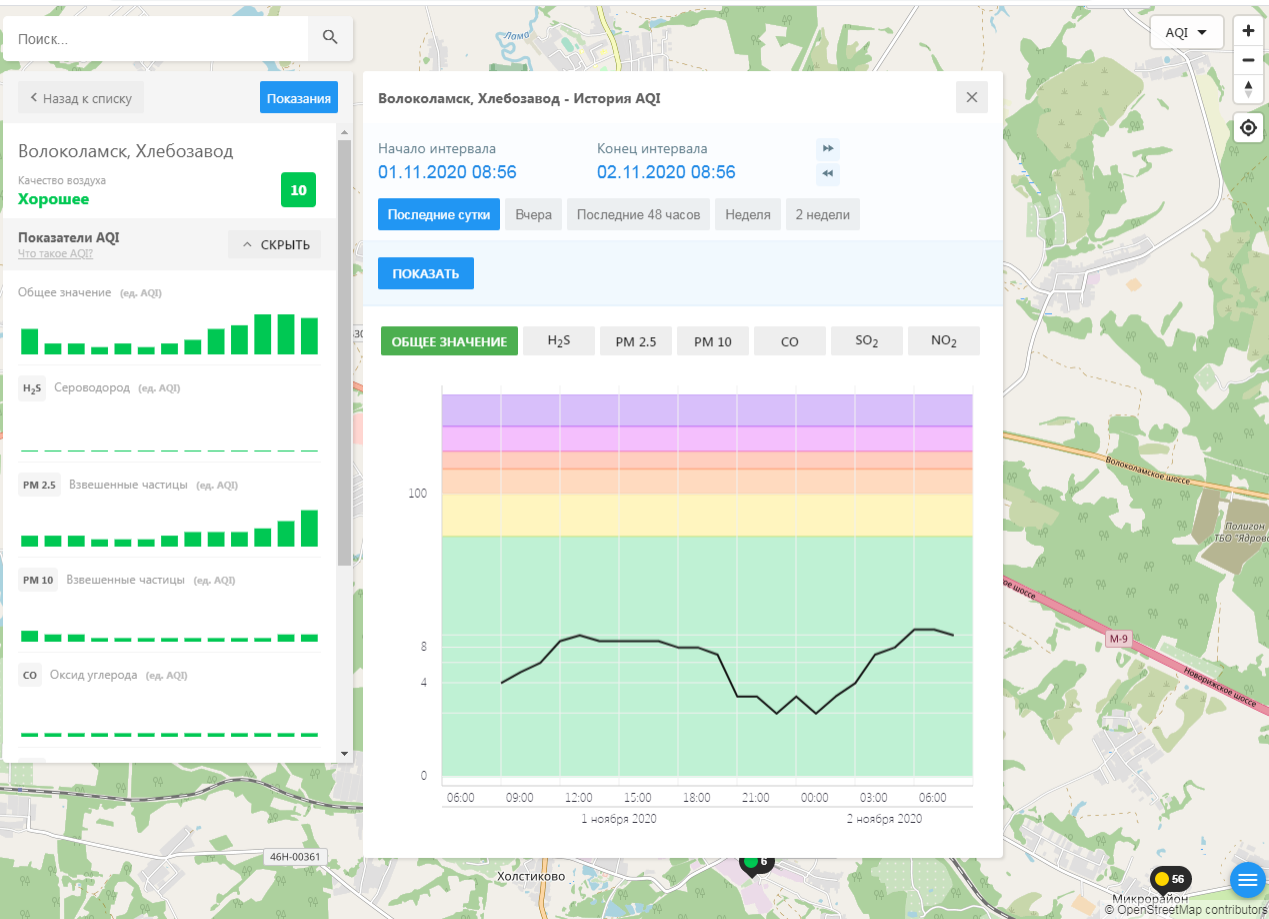 Поиск...
Назад к списку
Показания
Волоколамск, Хлебозавод
Качество воздуха
Хорошее
10
Показатели AQI
Что такое AQI?
СКРЫТЬ
Общее значение (ед. AQI)
H2S Сероводород (ед. AQI)
PM 2.5 Взвешенные частицы (ед. AQI)
PM 10 Взвешенные частицы (ед. AQI)
CO Оксид углерода (ед. AQI)
Волоколамск, Хлебозавод - История AQI
Начало интервала
01.11.2020 08:56
Конец интервала
02.11.2020 08:56
Последние сутки
Вчера
Последние 48 часов
Неделя
2 недели
ПОКАЗАТЬ
ОБЩЕЕ ЗНАЧЕНИЕ
H2S
PM 2.5
PM 10
CO
SO2
NO2
100
8
4
0
06:00 09:00 12:00 15:00 18:00 21:00 00:00 03:00 06:00
1 ноября 2020 2 ноября 2020
Лома
AQI
Волоколамское шоссе
Полигон
ТБО "Ядрово
М-9
Новорижское шоссе
46Н-00361
Холстиково
6
56
Микрорайон
© OpenStreetMap contributors